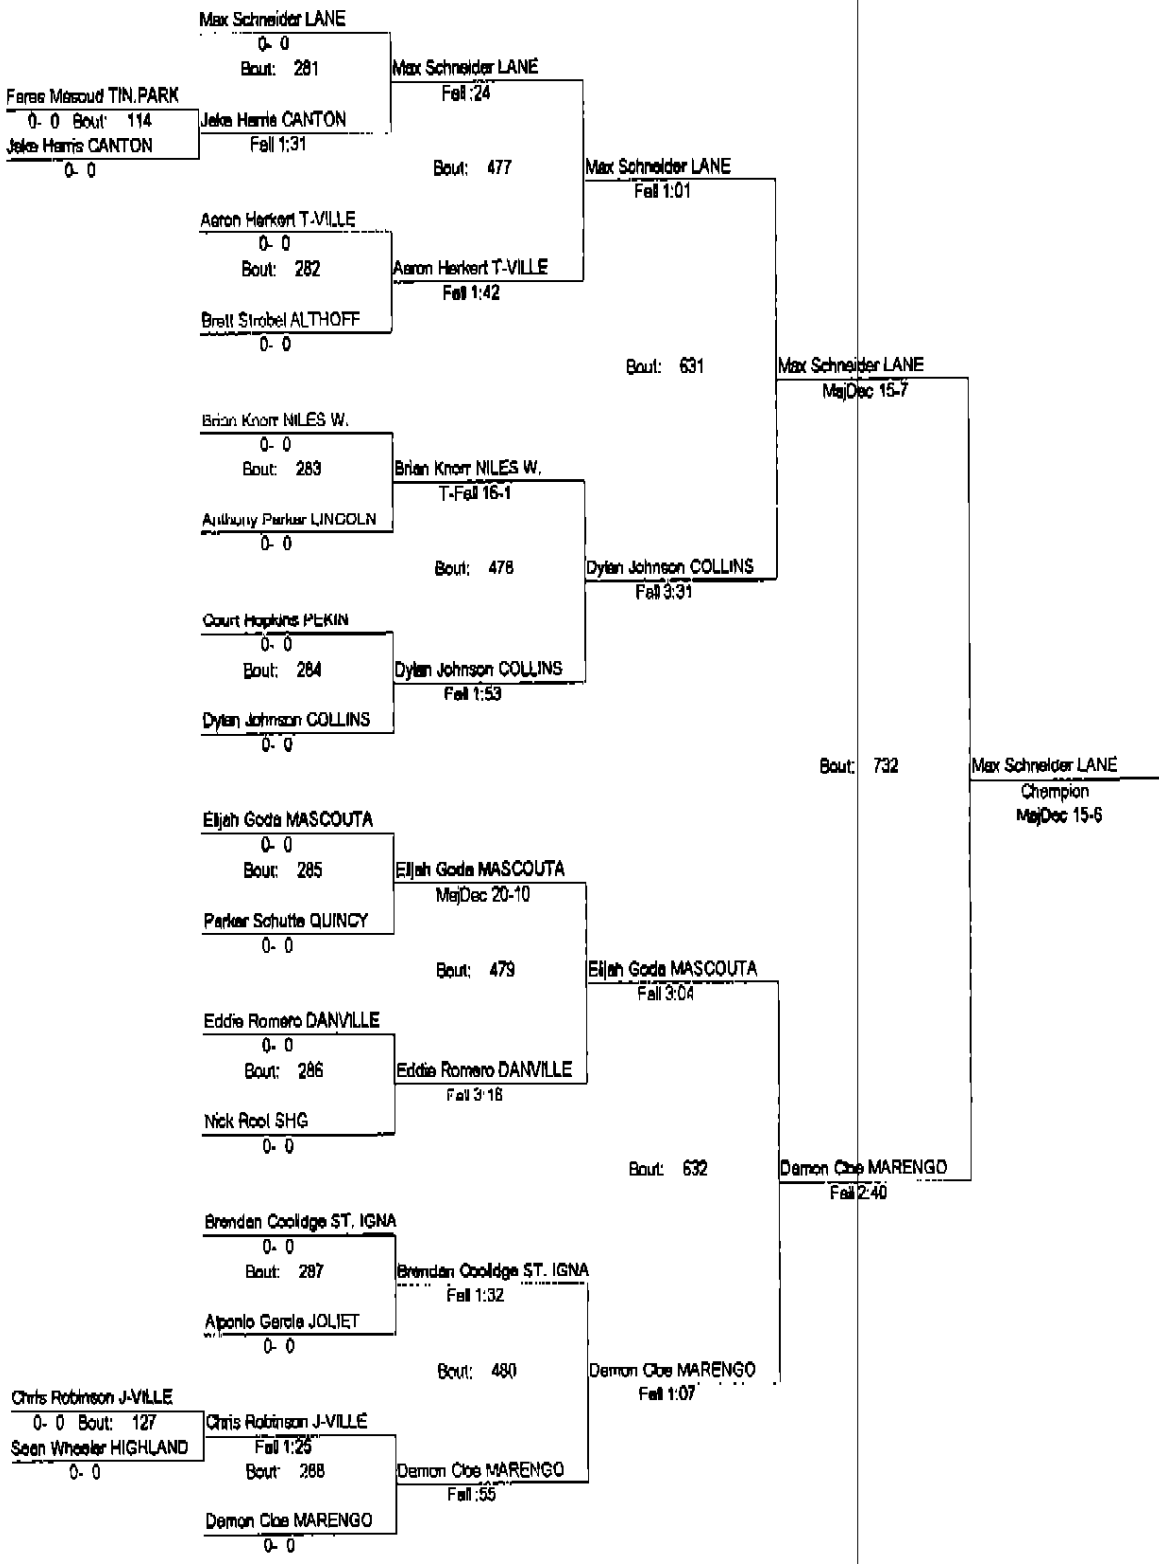 Max Schneider LANE
0- 0
Bout: 281
Max Schneider LANE
Fall :24
Feras Masoud TIN.PARK
0- 0 Bout: 114
Jake Harris CANTON
0- 0
Jake Harris CANTON
Fall 1:31
Bout: 477
Max Schneider LANE
Fall 1:01
Aaron Herkert T-VILLE
0- 0
Bout: 282
Aaron Herkert T-VILLE
Fall 1:42
Brett Strobel ALTHOFF
0- 0
Bout: 631
Max Schneider LANE
MajDec 15-7
Brian Knorr NILES W.
0- 0
Bout: 283
Brian Knorr NILES W.
T-Fall 16-1
Anthony Parker LINCOLN
0- 0
Bout: 478
Dylan Johnson COLLINS
Fall 3:31
Court Hopkins PEKIN
0- 0
Bout: 284
Dylan Johnson COLLINS
Fall 1:53
Dylan Johnson COLLINS
0- 0
Bout: 732
Max Schneider LANE
Champion
MajDec 15-6
Elijah Goda MASCOUTA
0- 0
Bout: 285
Elijah Goda MASCOUTA
MajDec 20-10
Parker Schutte QUINCY
0- 0
Bout: 479
Elijah Goda MASCOUTA
Fall 3:04
Eddie Romero DANVILLE
0- 0
Bout: 286
Eddie Romero DANVILLE
Fall 3:18
Nick Root SHG
0- 0
Bout: 632
Damon Cloe MARENGO
Fall 2:40
Brendan Coolidge ST. IGNA
0- 0
Bout: 287
Brendan Coolidge ST. IGNA
Fall 1:32
Garcia JOLIET
0- 0
Bout: 480
Damon Cloe MARENGO
Fall 1:07
Chris Robinson J-VILLE
0- 0 Bout: 127
Sean Wheeler HIGHLAND
0- 0
Chris Robinson J-VILLE
Fall 1:25
Bout: 288
Damon Cloe MARENGO
Fall :55
Damon Cloe MARENGO
0- 0